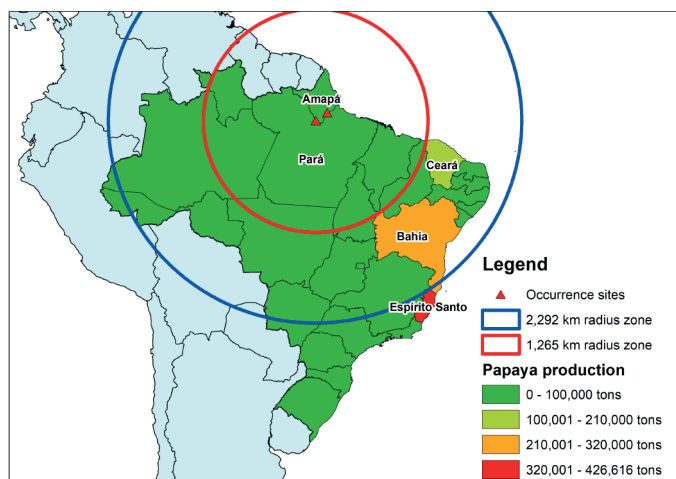 Amapá
Pará
Ceará
Bahia
Espírito Santo
Legend
Occurrence sites
2,292 km radius zone
1,265 km radius zone
Papaya production
0 - 100,000 tons
100,001 - 210,000 tons
210,001 - 320,000 tons
320,001 - 426,616 tons